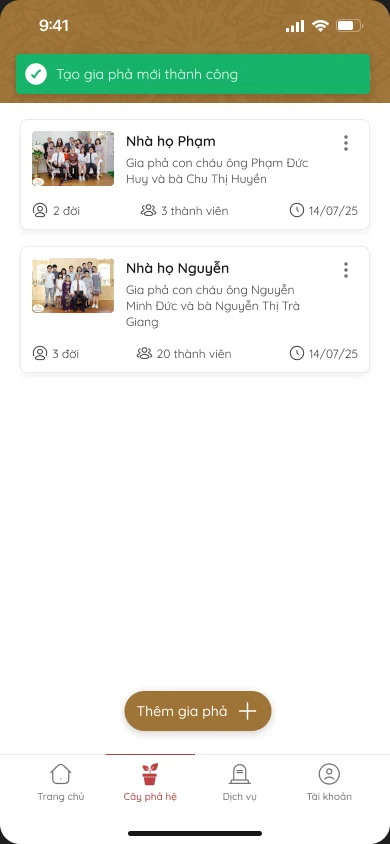 9:41
Tạo gia phả mới thành công
Nhà họ Phạm
Gia phả con cháu ông Phạm Đức
Huy và bà Chu Thị Huyền
2 đời
3 thành viên
14/07/25
Nhà họ Nguyễn
Gia phả con cháu ông Nguyễn
Minh Đức và bà Nguyễn Thị Trà
Giang
3 đời
20 thành viên
14/07/25
Thêm gia phả
Trang chủ
Cây phả hệ
Dịch vụ
Tài khoản